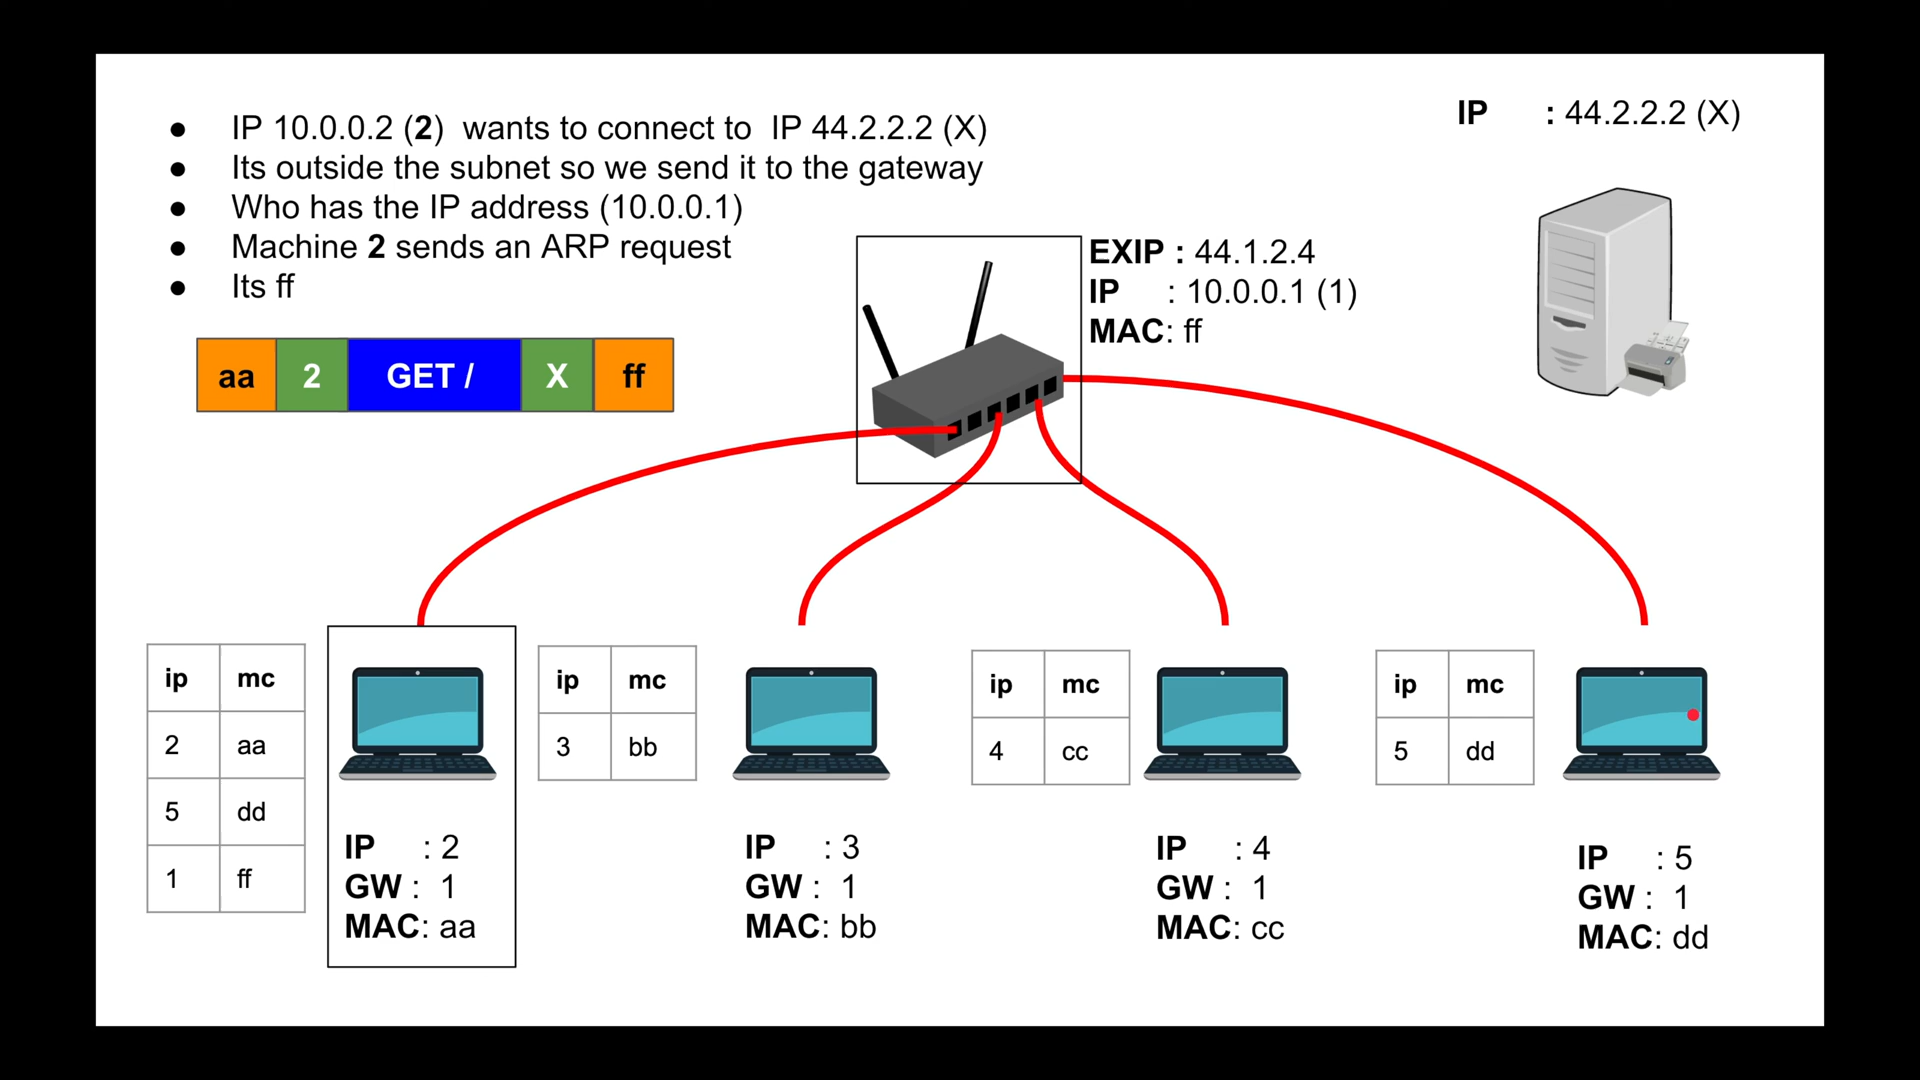 ● IP 10.0.0.2 (2) wants to connect to IP 44.2.2.2 (X)
● Its outside the subnet so we send it to the gateway
● Who has the IP address (10.0.0.1)
● Machine 2 sends an ARP request
● Its ff
IP : 44.2.2.2 (X)
EXIP : 44.1.2.4
IP : 10.0.0.1 (1)
MAC: ff
aa 2 GET / X ff
ip mc
2 aa
5 dd
1 ff
IP : 2
GW : 1
MAC: aa
ip mc
3 bb
IP : 3
GW : 1
MAC: bb
ip mc
4 cc
IP : 4
GW : 1
MAC: cc
ip mc
5 dd
IP : 5
GW : 1
MAC: dd